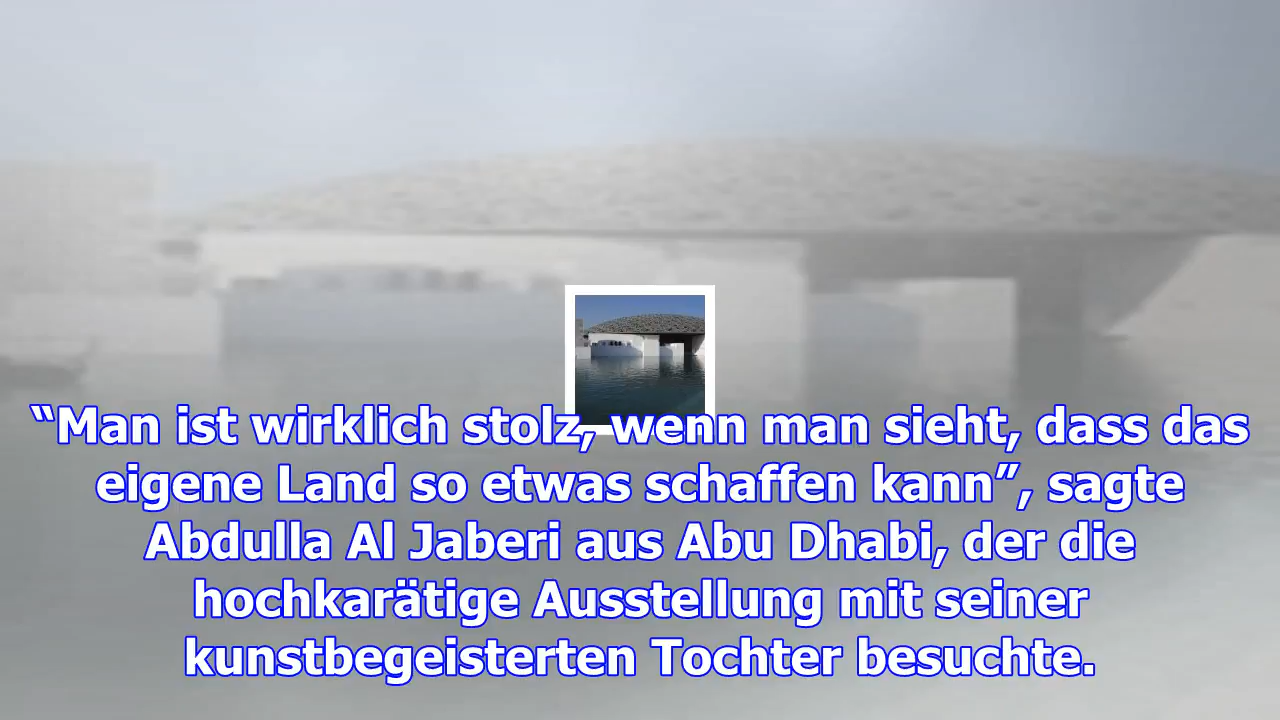 “Man ist wirklich stolz, wenn man sieht, dass das
eigene Land so etwas schaffen kann”, sagte
Abdulla Al Jaberi aus Abu Dhabi, der die
hochkarätige Ausstellung mit seiner
kunstbegeisterten Tochter besuchte.